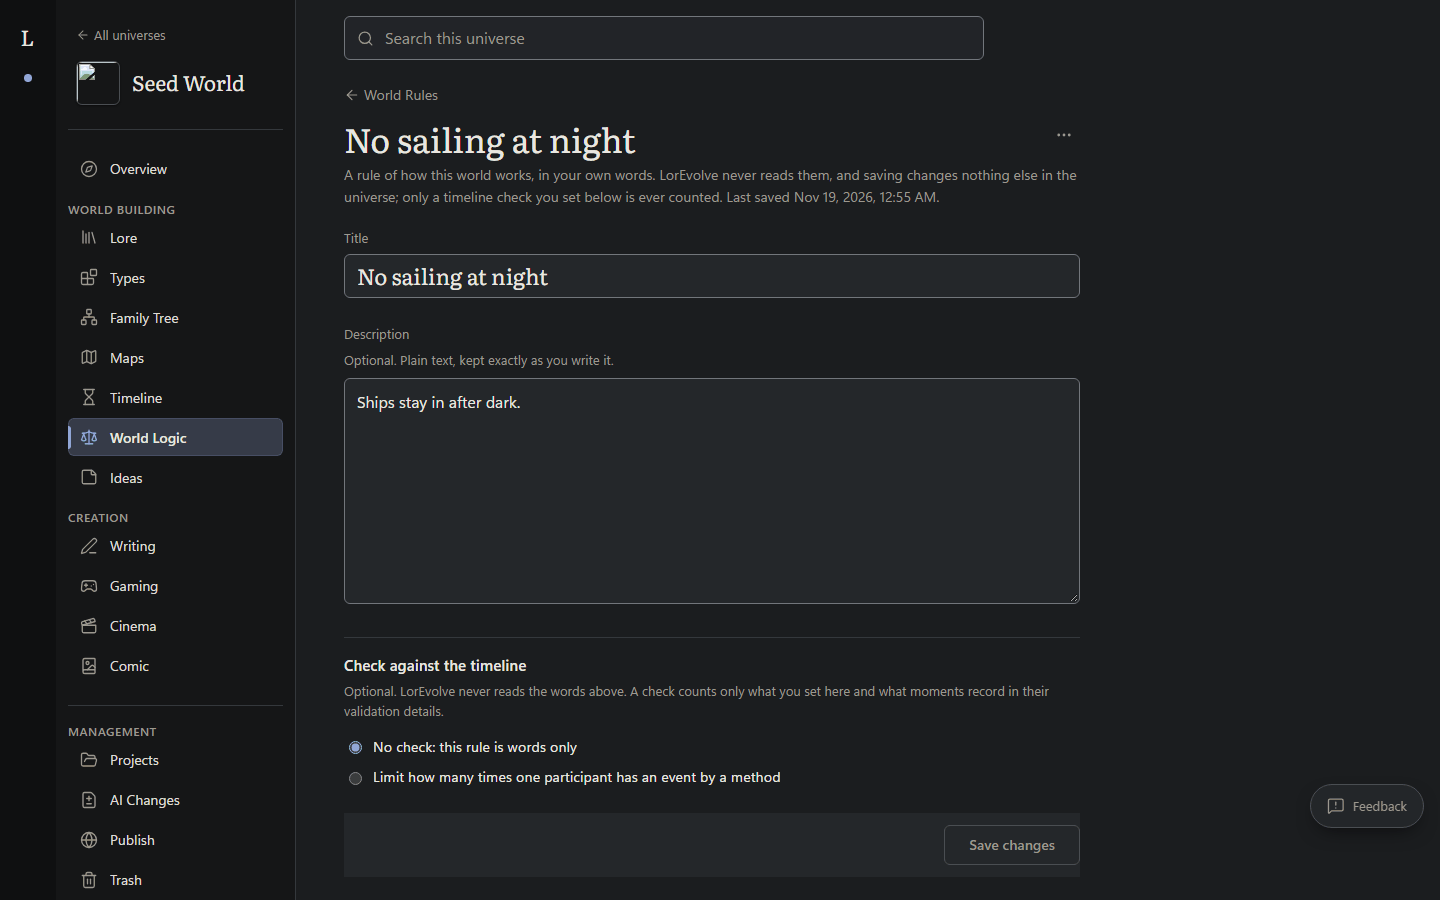 L
All universes
Seed World
Overview
WORLD BUILDING
Lore
Types
Family Tree
Maps
Timeline
World Logic
Ideas
CREATION
Writing
Gaming
Cinema
Comic
MANAGEMENT
Projects
AI Changes
Publish
Trash
Search this universe
World Rules
No sailing at night
A rule of how this world works, in your own words. LorEvolve never reads them, and saving changes nothing else in the
universe; only a timeline check you set below is ever counted. Last saved Nov 19, 2026, 12:55 AM.
Title
No sailing at night
Description
Optional. Plain text, kept exactly as you write it.
Ships stay in after dark.
Check against the timeline
Optional. LorEvolve never reads the words above. A check counts only what you set here and what moments record in their
validation details.
No check: this rule is words only
Limit how many times one participant has an event by a method
Save changes
Feedback